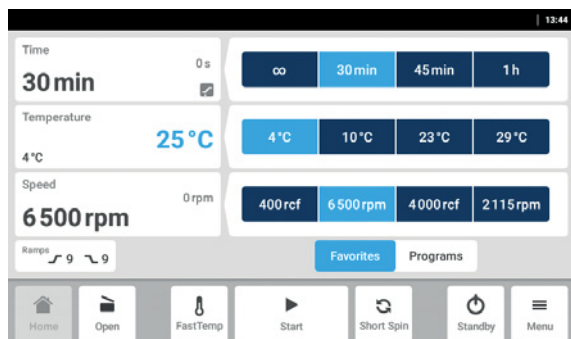 13:44
Time
0 s
30 min
∞ 30 min 45 min 1 h
Temperature
25 °C
4 °C
4 °C 10 °C 23 °C 29 °C
Speed
0 rpm
6 500 rpm
400 rcf 6 500 rpm 4 000 rcf 2 115 rpm
Ramps 9 9
Favorites Programs
Home Open FastTemp Start Short Spin Standby Menu